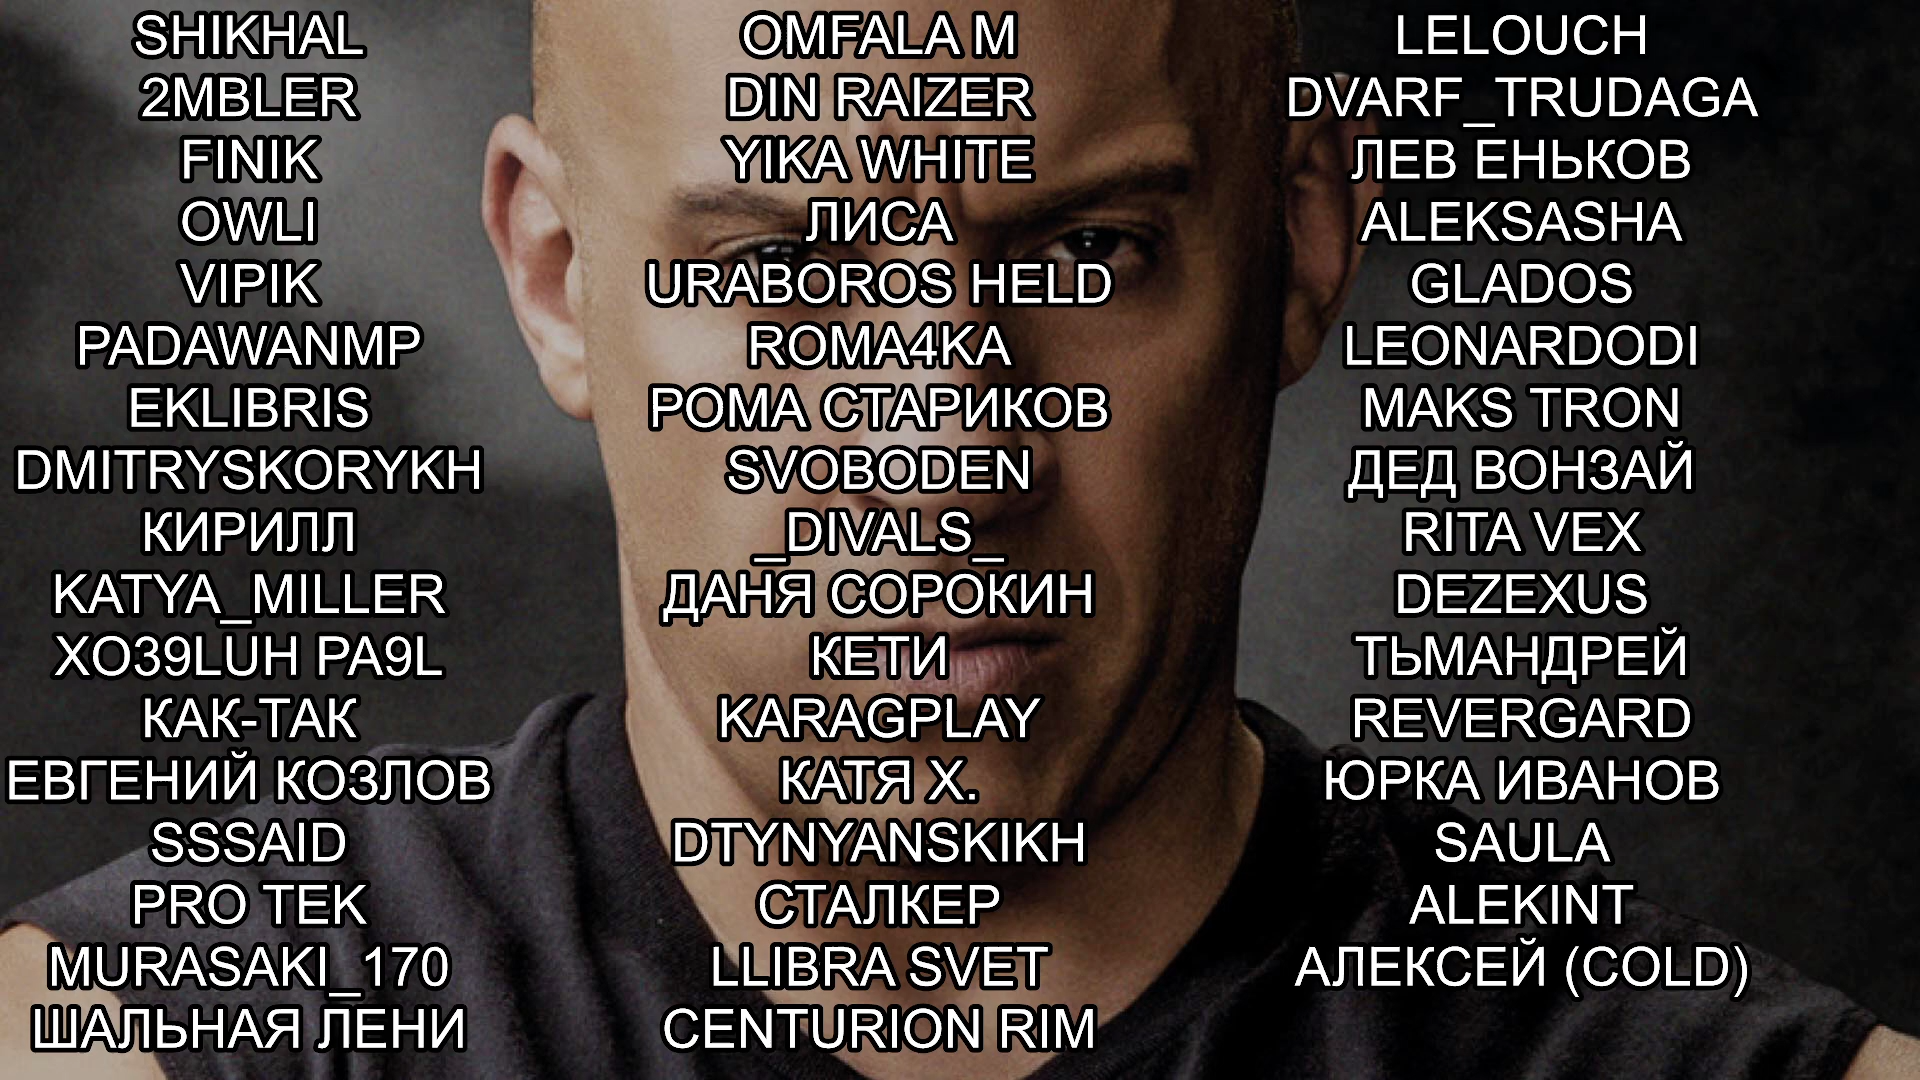 SHIKHAL
2MBLER
FINIK
OWLI
VIPIK
PADAWANMP
EKLIBRIS
DMITRYSKORYKH
КИРИЛЛ
KATYA_MILLER
XO39LUH PA9L
КАК-ТАК
ЕВГЕНИЙ КОЗЛОВ
SSSAID
PRO TEK
MURASAKI_170
ШАЛЬНАЯ ЛЕНИ
OMFALA M
DIN RAIZER
YIKA WHITE
ЛИСА
URABOROS HELD
ROMA4KA
РОМА СТАРИКОВ
SVOBODEN
_DIVALS_
ДАНЯ СОРОКИН
КЕТИ
KARAGPLAY
КАТЯ Х.
DTYNYANSKIKH
СТАЛКЕР
LLIBRA SVET
CENTURION RIM
LELOUCH
DVARF_TRUDAGA
ЛЕВ ЕНЬКОВ
ALEKSASHA
GLADOS
LEONARDODI
MAKS TRON
ДЕД ВОНЗАЙ
RITA VEX
DEZEXUS
ТЬМАНДРЕЙ
REVERGARD
ЮРКА ИВАНОВ
SAULA
ALEKINT
АЛЕКСЕЙ (COLD)